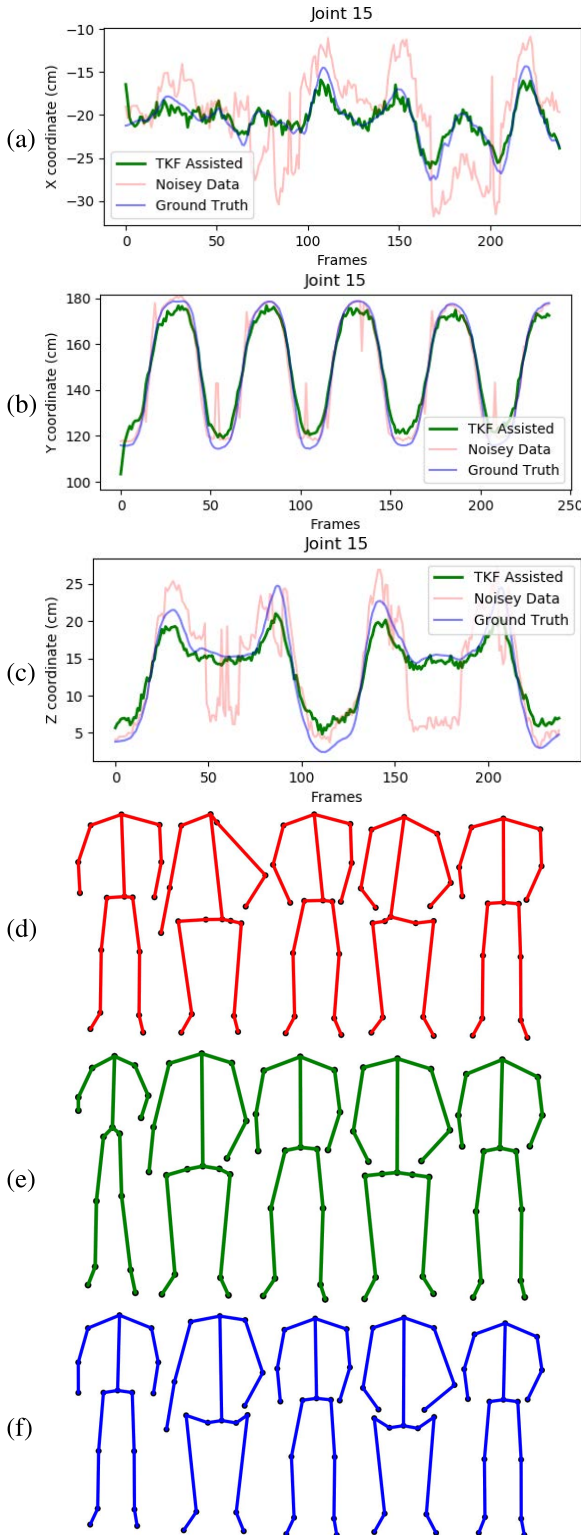 Joint 15
−10
−15
−20
−25
−30
X coordinate (cm)
(a)
TKF Assisted
Noisey Data
Ground Truth
0 50 100 150 200
Frames
Joint 15
180
160
140
120
100
Y coordinate (cm)
(b)
TKF Assisted
Noisey Data
Ground Truth
0 50 100 150 200 250
Frames
Joint 15
25
20
15
10
5
Z coordinate (cm)
(c)
TKF Assisted
Noisey Data
Ground Truth
0 50 100 150 200
Frames
(d)
(e)
(f)